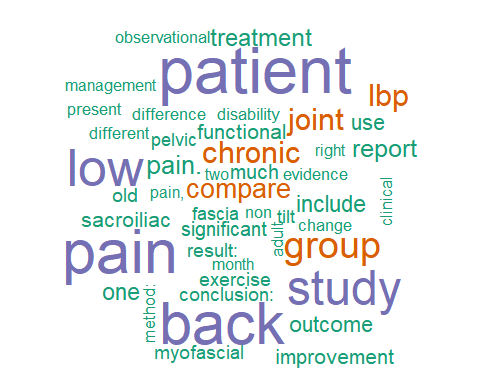 observational
treatment
patient
management
lbp
present
difference
disability
joint
use
different
pelvic
functional
right
report
low
pain.
chronic
two
much
evidence
old
pain,
compare
include
clinical
sacroiliac
fascia
non
tilt
change
significant
adult
pain
result:
group
month
exercise
study
one
conclusion:
method:
back
outcome
myofascial
improvement